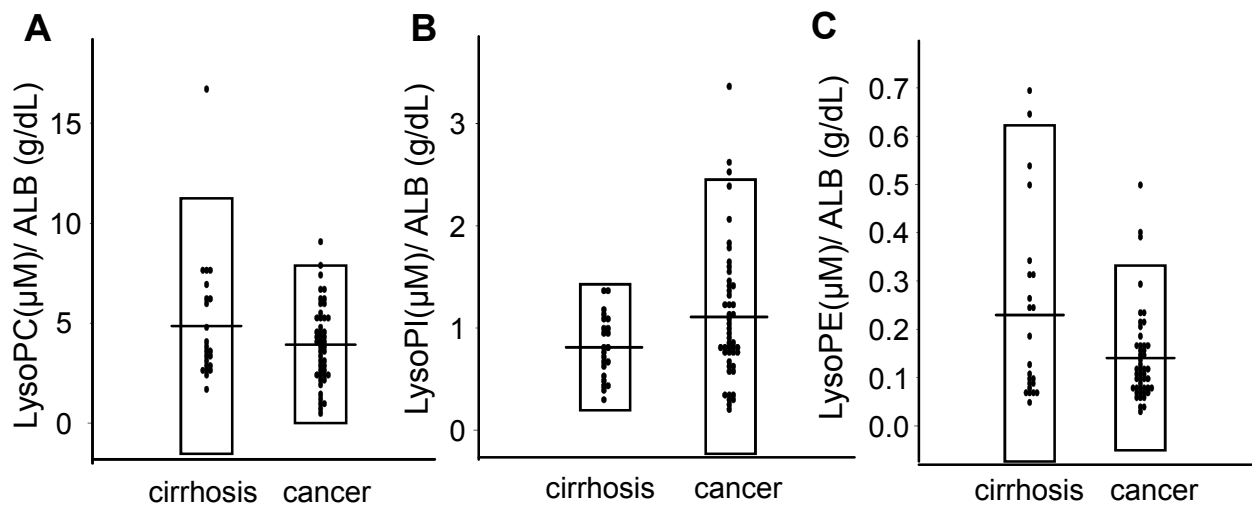 A
LysoPC(µM)/ ALB (g/dL)
15
10
5
0
cirrhosis cancer
B
LysoPI(µM)/ ALB (g/dL)
3
2
1
0
cirrhosis cancer
C
LysoPE(µM)/ ALB (g/dL)
0.7
0.6
0.5
0.4
0.3
0.2
0.1
0.0
cirrhosis cancer